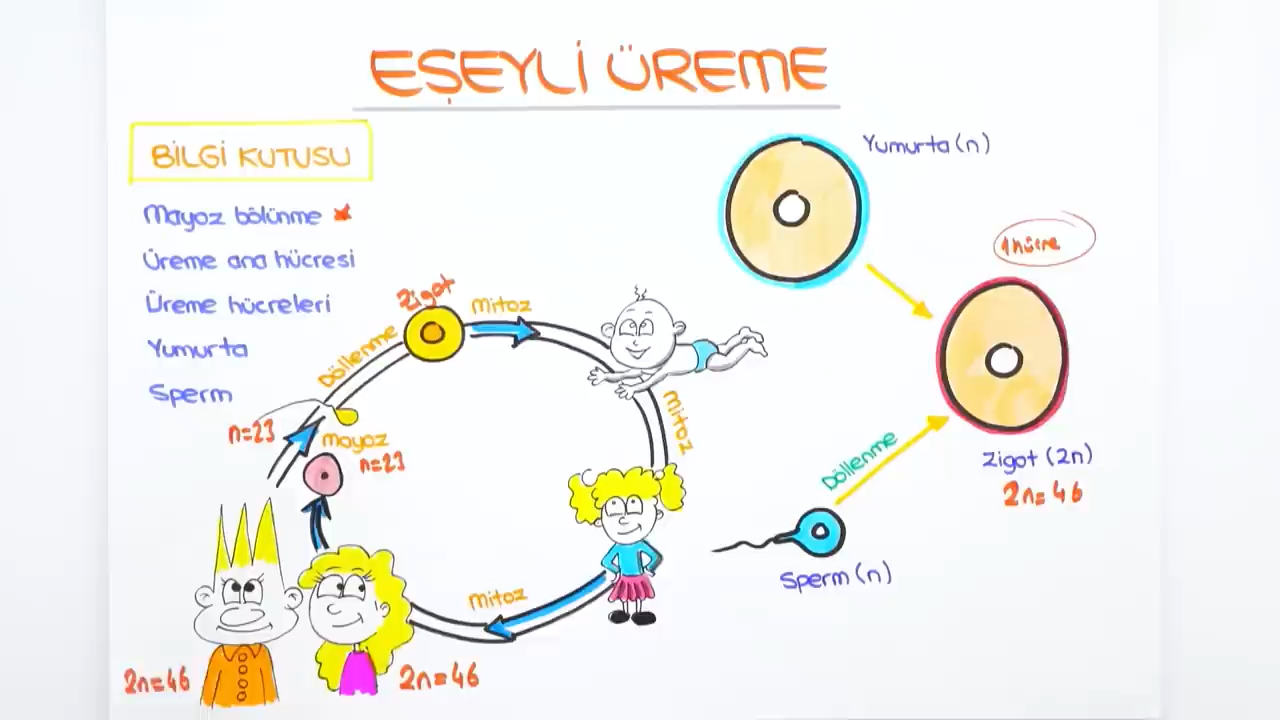 EŞEYLİ ÜREME
BİLGİ KUTUSU
Mayoz bölünme
Üreme ana hücresi
Üreme hücreleri
Yumurta
Sperm
Zigot
Mitoz
Döllenme
n=23
Mayoz
n=23
Mitoz
Mitoz
2n=46
2n=46
Yumurta (n)
1 hücre
Döllenme
Zigot (2n)
2n=46
Sperm (n)